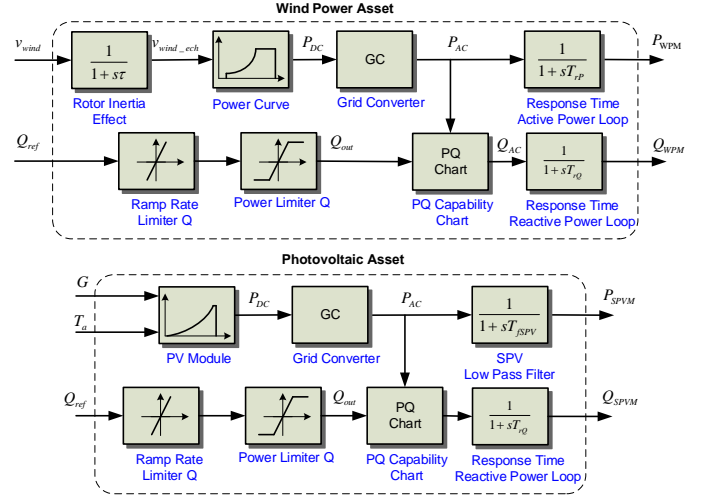 Wind Power Asset
v_wind
1 / 1 + sτ
v_wind_ech
P_DC
GC
P_AC
1 / 1 + sT_rP
P_WPM
Rotor Inertia
Effect
Power Curve
Grid Converter
Response Time
Active Power Loop
Q_ref
Q_out
PQ
Chart
Q_AC
1 / 1 + sT_rQ
Q_WPM
Ramp Rate
Limiter Q
Power Limiter Q
PQ Capability
Chart
Response Time
Reactive Power Loop
Photovoltaic Asset
G
T_a
P_DC
GC
P_AC
1 / 1 + sT_fSPV
P_SPVM
PV Module
Grid Converter
SPV
Low Pass Filter
Q_ref
Q_out
PQ
Chart
1 / 1 + sT_rQ
Q_SPVM
Ramp Rate
Limiter Q
Power Limiter Q
PQ Capability
Chart
Response Time
Reactive Power Loop